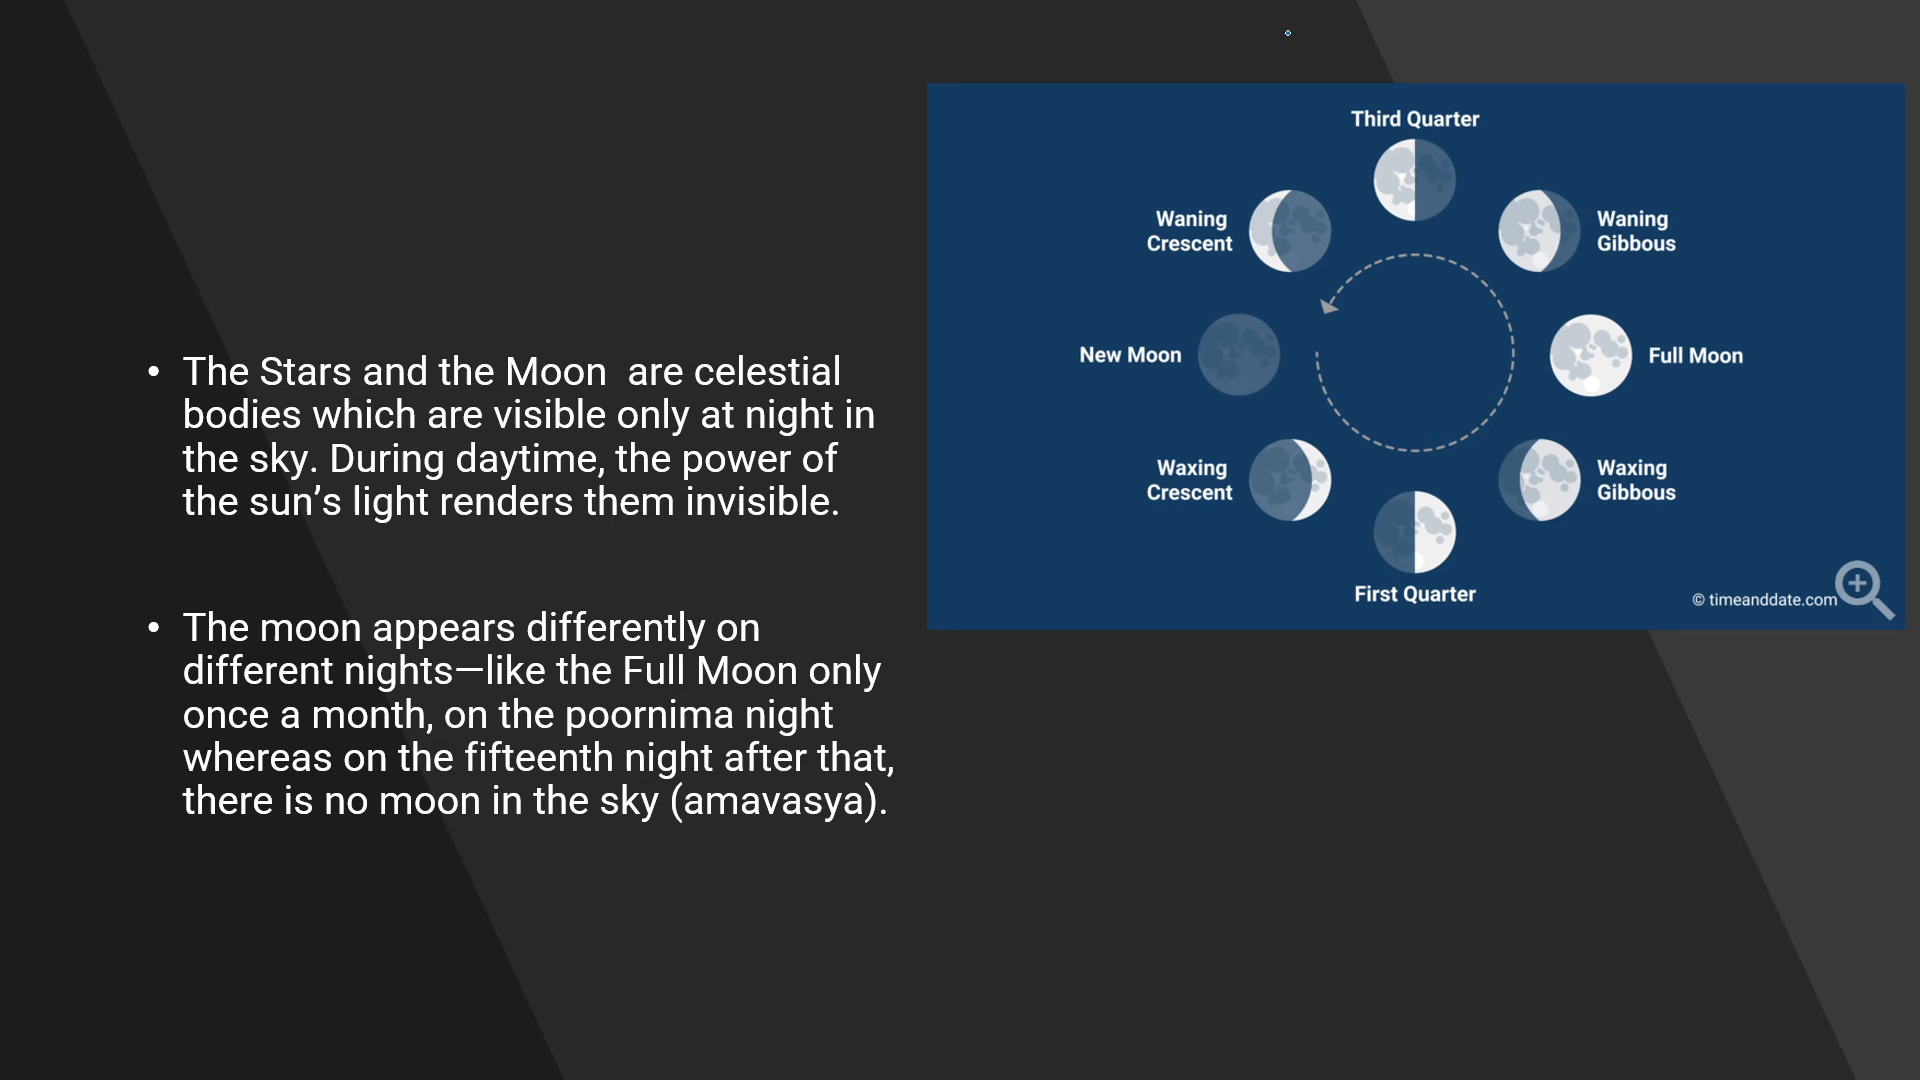 • The Stars and the Moon  are celestial
bodies which are visible only at night in
the sky. During daytime, the power of
the sun’s light renders them invisible.
• The moon appears differently on
different nights—like the Full Moon only
once a month, on the poornima night
whereas on the fifteenth night after that,
there is no moon in the sky (amavasya).
Third Quarter
Waning
Crescent
Waning
Gibbous
New Moon
Full Moon
Waxing
Crescent
Waxing
Gibbous
First Quarter
© timeanddate.com